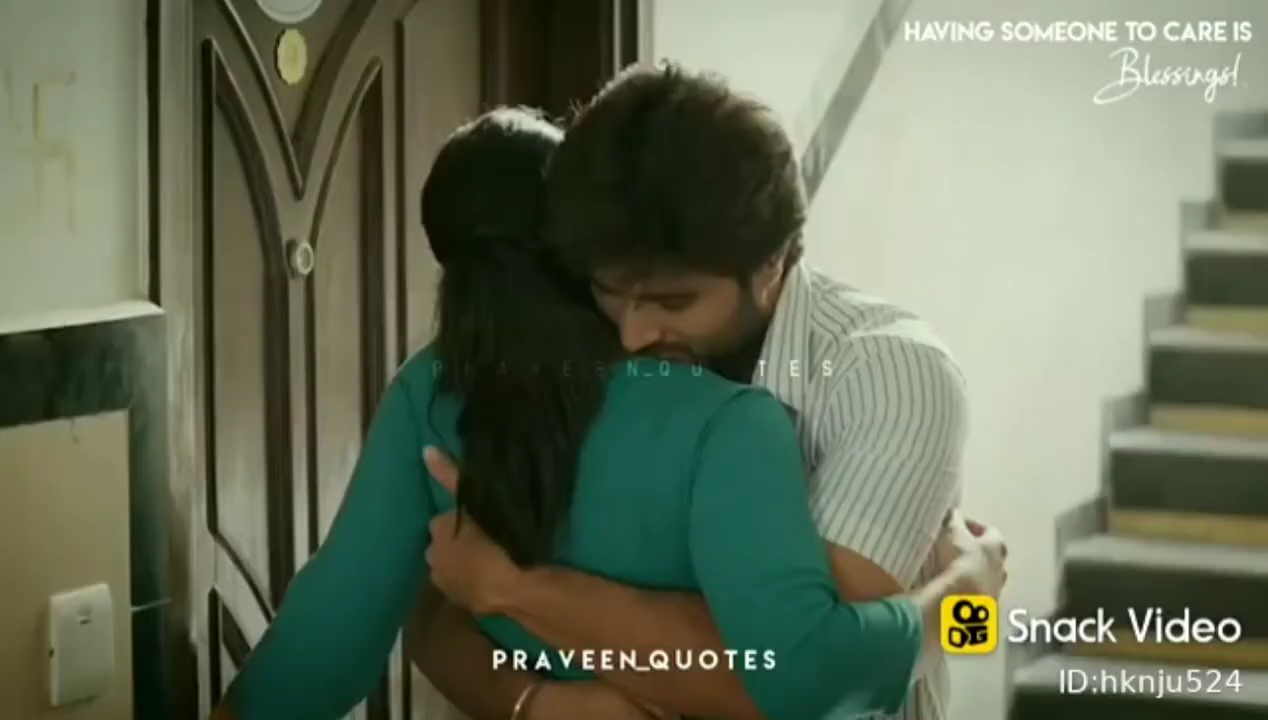 HAVING SOMEONE TO CARE IS
Blessings!
PRAVEEN_QUOTES
PRAVEEN_QUOTES
Snack Video
ID:hknju524